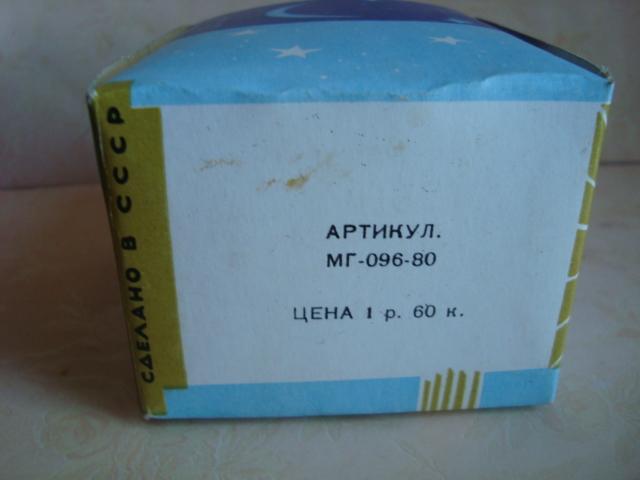 СДЕЛАНО В СССР
АРТИКУЛ.
МГ-096-80
ЦЕНА 1 р. 60 к.